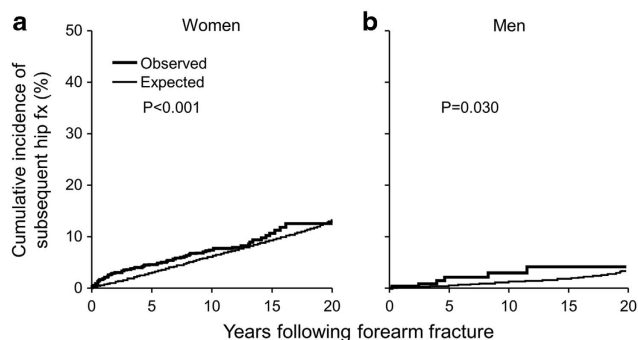 a
Women
b
Men
Cumulative incidence of
subsequent hip fx (%)
50
40
30
20
10
0
Observed
Expected
P<0.001
P=0.030
0 5 10 15 20
0 5 10 15 20
Years following forearm fracture